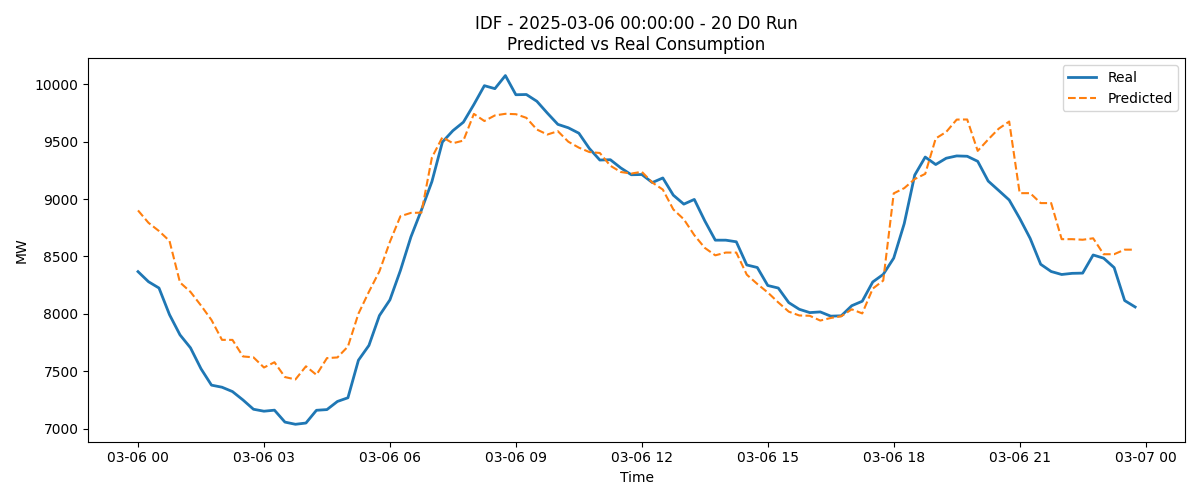 IDF - 2025-03-06 00:00:00 - 20 D0 Run
Predicted vs Real Consumption
Real
Predicted
10000
9500
9000
8500
8000
7500
7000
MW
03-06 00
03-06 03
03-06 06
03-06 09
03-06 12
03-06 15
03-06 18
03-06 21
03-07 00
Time